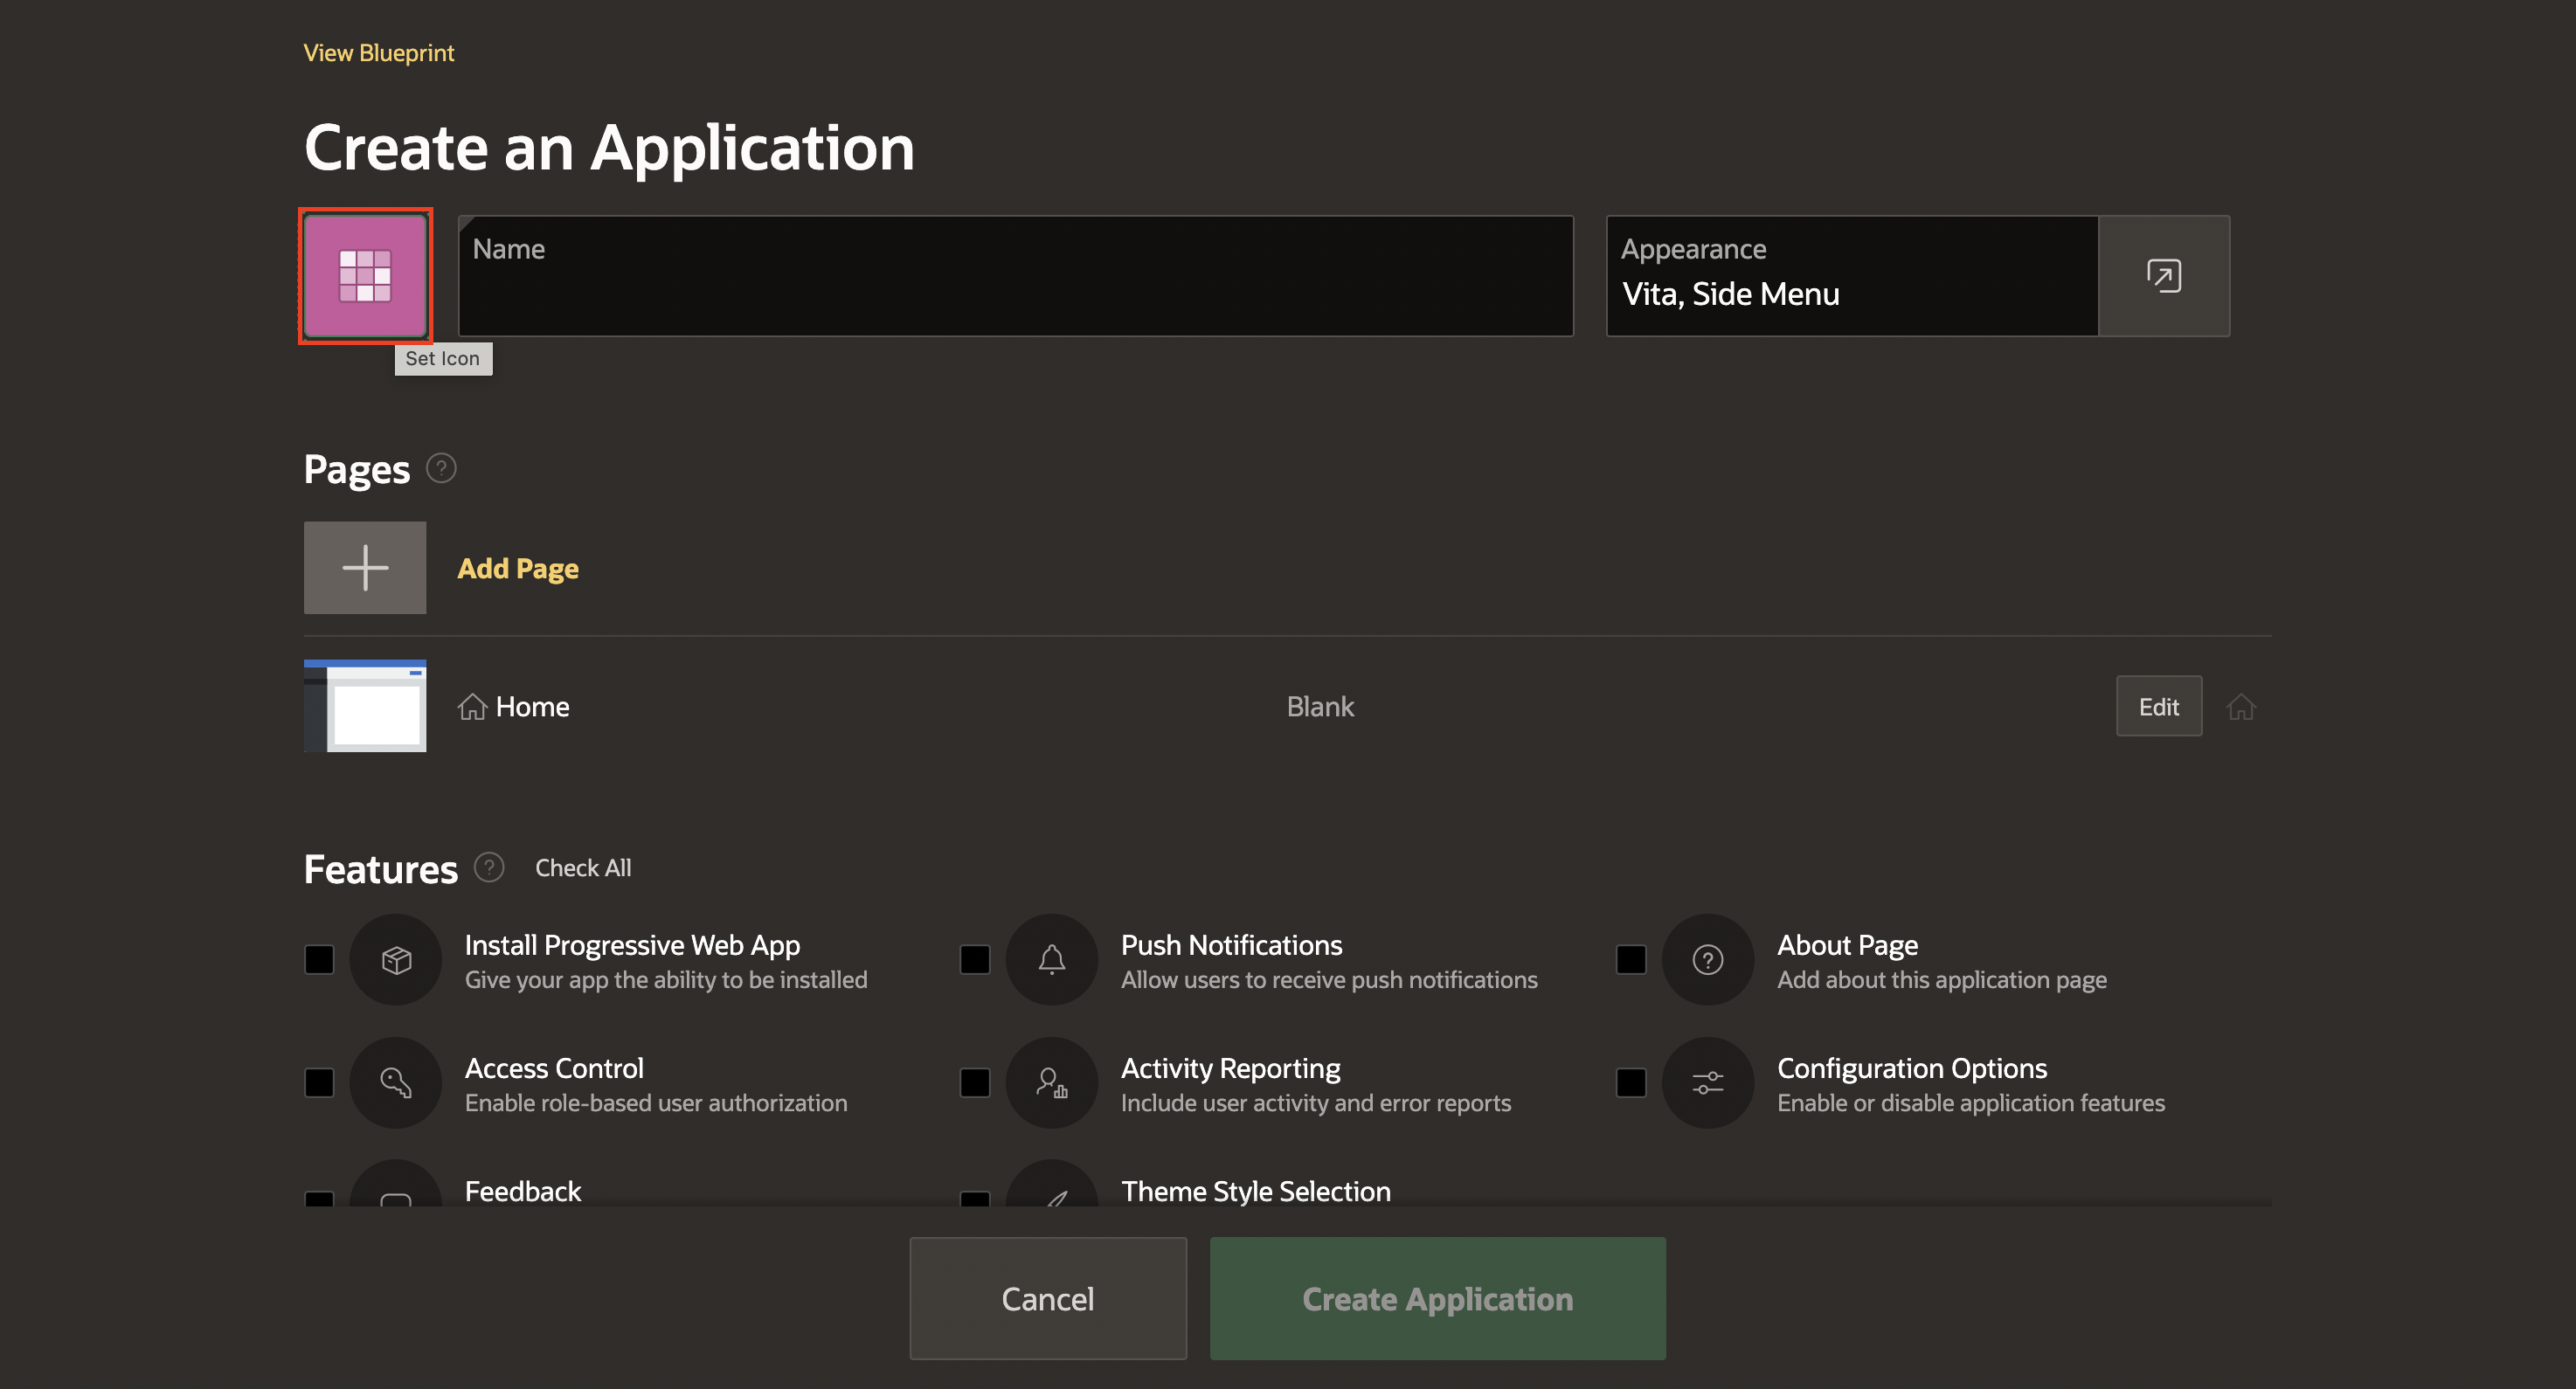 View Blueprint
Create an Application
Name
Appearance
Vita, Side Menu
Set Icon
Pages ?
Add Page
Home Blank Edit
Features ? Check All
Install Progressive Web App
Give your app the ability to be installed
Push Notifications
Allow users to receive push notifications
? About Page
Add about this application page
Access Control
Enable role-based user authorization
Activity Reporting
Include user activity and error reports
Configuration Options
Enable or disable application features
Feedback
Theme Style Selection
Cancel
Create Application